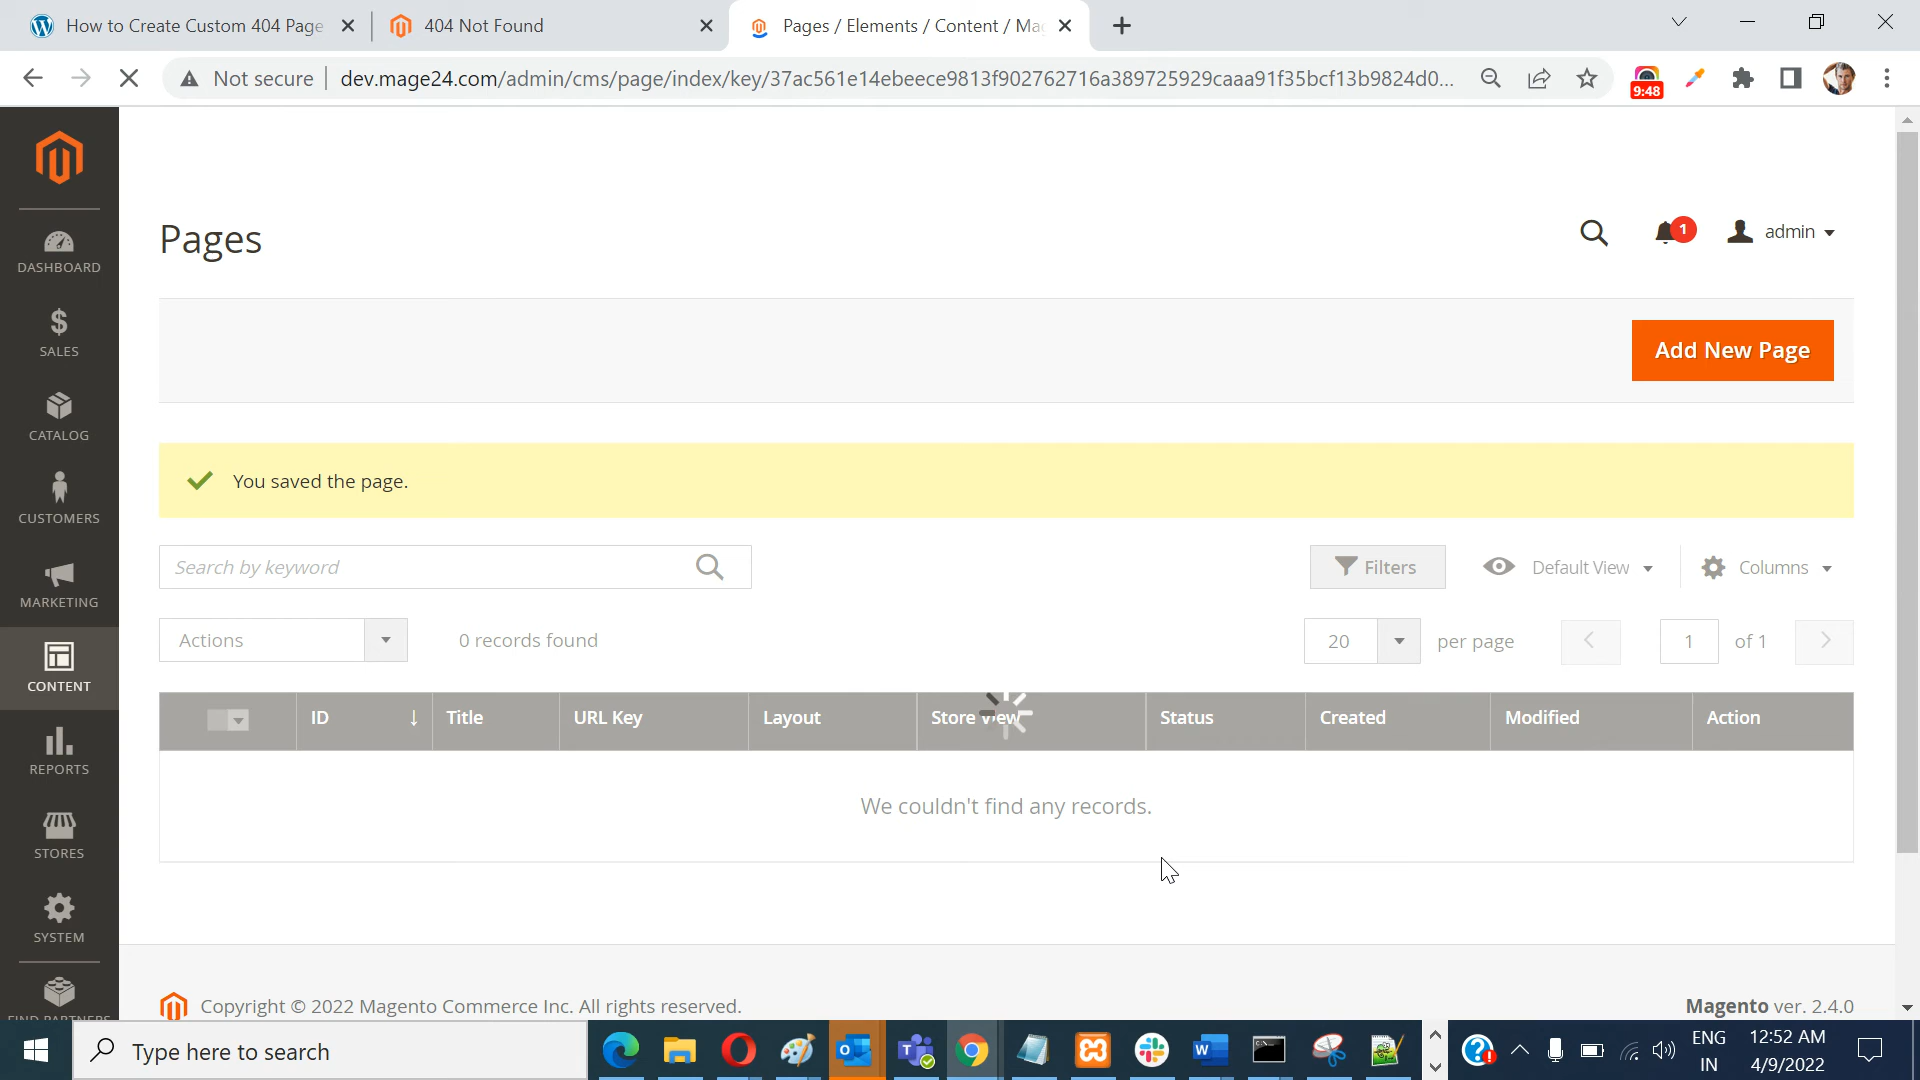 How to Create Custom 404 Page
404 Not Found
Pages / Elements / Content / Ma
Not secure
dev.mage24.com/admin/cms/page/index/key/37ac561e14ebeece9813f902762716a389725929caaa91f35bcf13b9824d0...
9:48
DASHBOARD
SALES
CATALOG
CUSTOMERS
MARKETING
CONTENT
REPORTS
STORES
SYSTEM
FIND PARTNERS
Pages
1
admin
Add New Page
You saved the page.
Search by keyword
Filters
Default View
Columns
Actions
0 records found
20
per page
1
of 1
ID
↓
Title
URL Key
Layout
Store View
Status
Created
Modified
Action
We couldn't find any records.
Copyright © 2022 Magento Commerce Inc. All rights reserved.
Magento ver. 2.4.0
Type here to search
ENG
IN
12:52 AM
4/9/2022